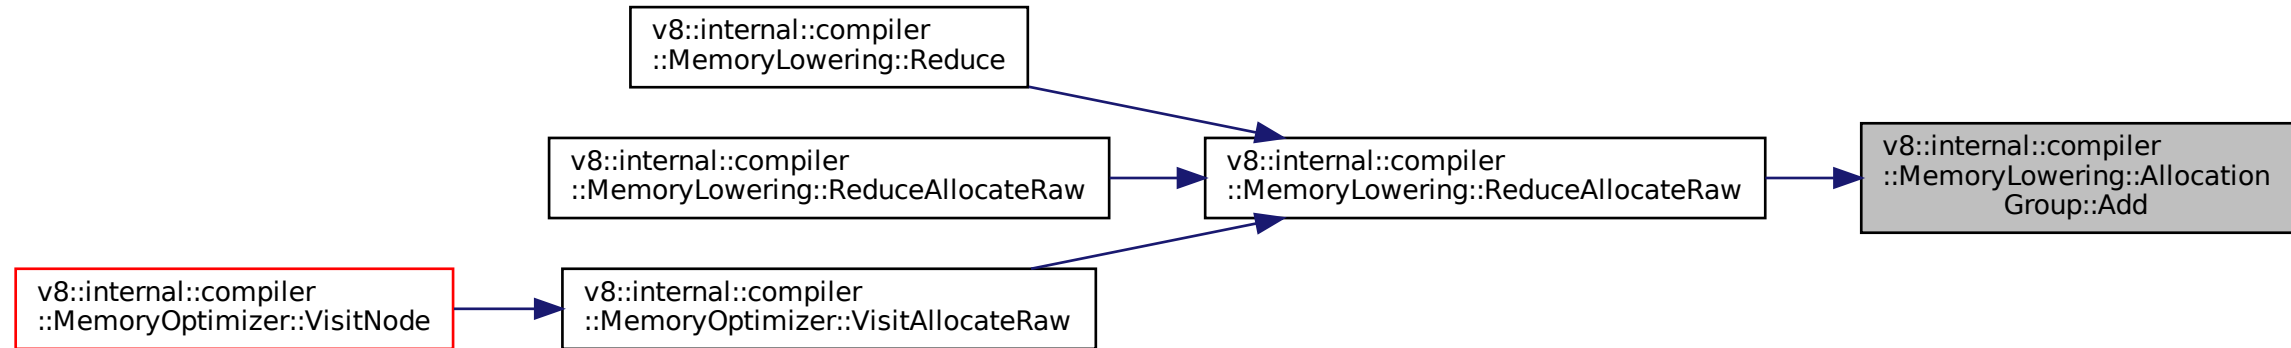 v8::internal::compiler
::MemoryLowering::Reduce
v8::internal::compiler
::MemoryLowering::ReduceAllocateRaw
v8::internal::compiler
::MemoryLowering::ReduceAllocateRaw
v8::internal::compiler
::MemoryLowering::Allocation
Group::Add
v8::internal::compiler
::MemoryOptimizer::VisitNode
v8::internal::compiler
::MemoryOptimizer::VisitAllocateRaw